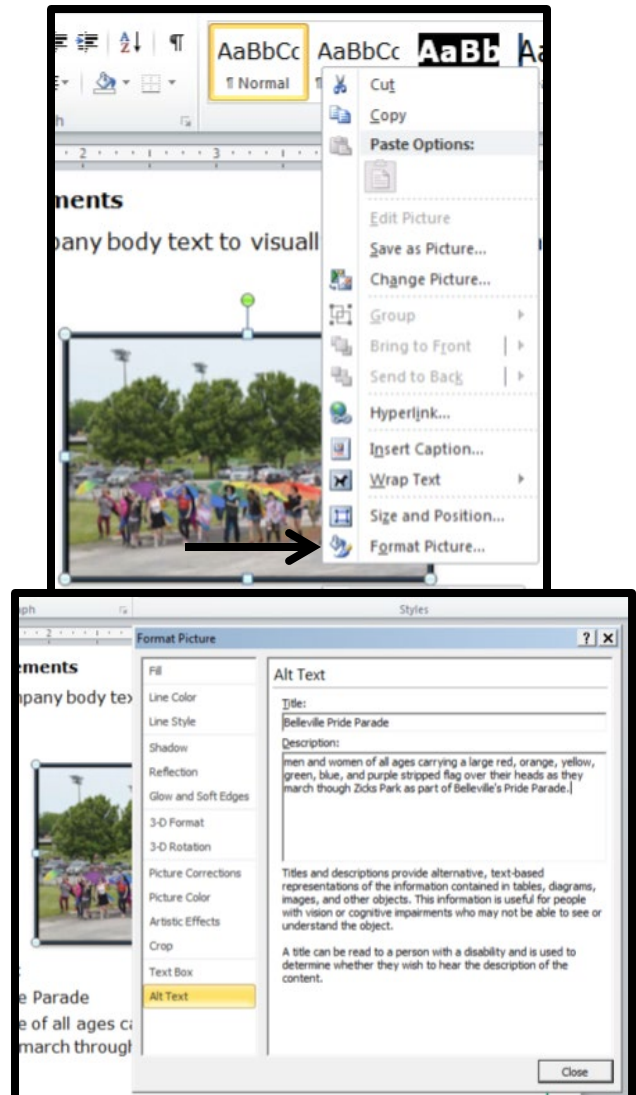 AaBbCc AaBbCc AaBb Aa
¶ Normal
Cut
Copy
Paste Options:
2 3
ments
pany body text to visuall
Edit Picture
Save as Picture...
Change Picture...
Group
Bring to Front
Send to Back
Hyperlink...
Insert Caption...
Wrap Text
Size and Position...
Format Picture...
ph Styles
2
ements
pany body tex
Format Picture
Fill
Line Color
Line Style
Shadow
Reflection
Glow and Soft Edges
3-D Format
3-D Rotation
Picture Corrections
Picture Color
Artistic Effects
Crop
Text Box
Alt Text
Alt Text
Title:
Belleville Pride Parade
Description:
men and women of all ages carrying a large red, orange, yellow,
green, blue, and purple stripped flag over their heads as they
march though Zicks Park as part of Belleville's Pride Parade.
Titles and descriptions provide alternative, text-based
representations of the information contained in tables, diagrams,
images, and other objects. This information is useful for people
with vision or cognitive impairments who may not be able to see or
understand the object.
A title can be read to a person with a disability and is used to
determine whether they wish to hear the description of the
content.
e Parade
e of all ages ca
march through
Close